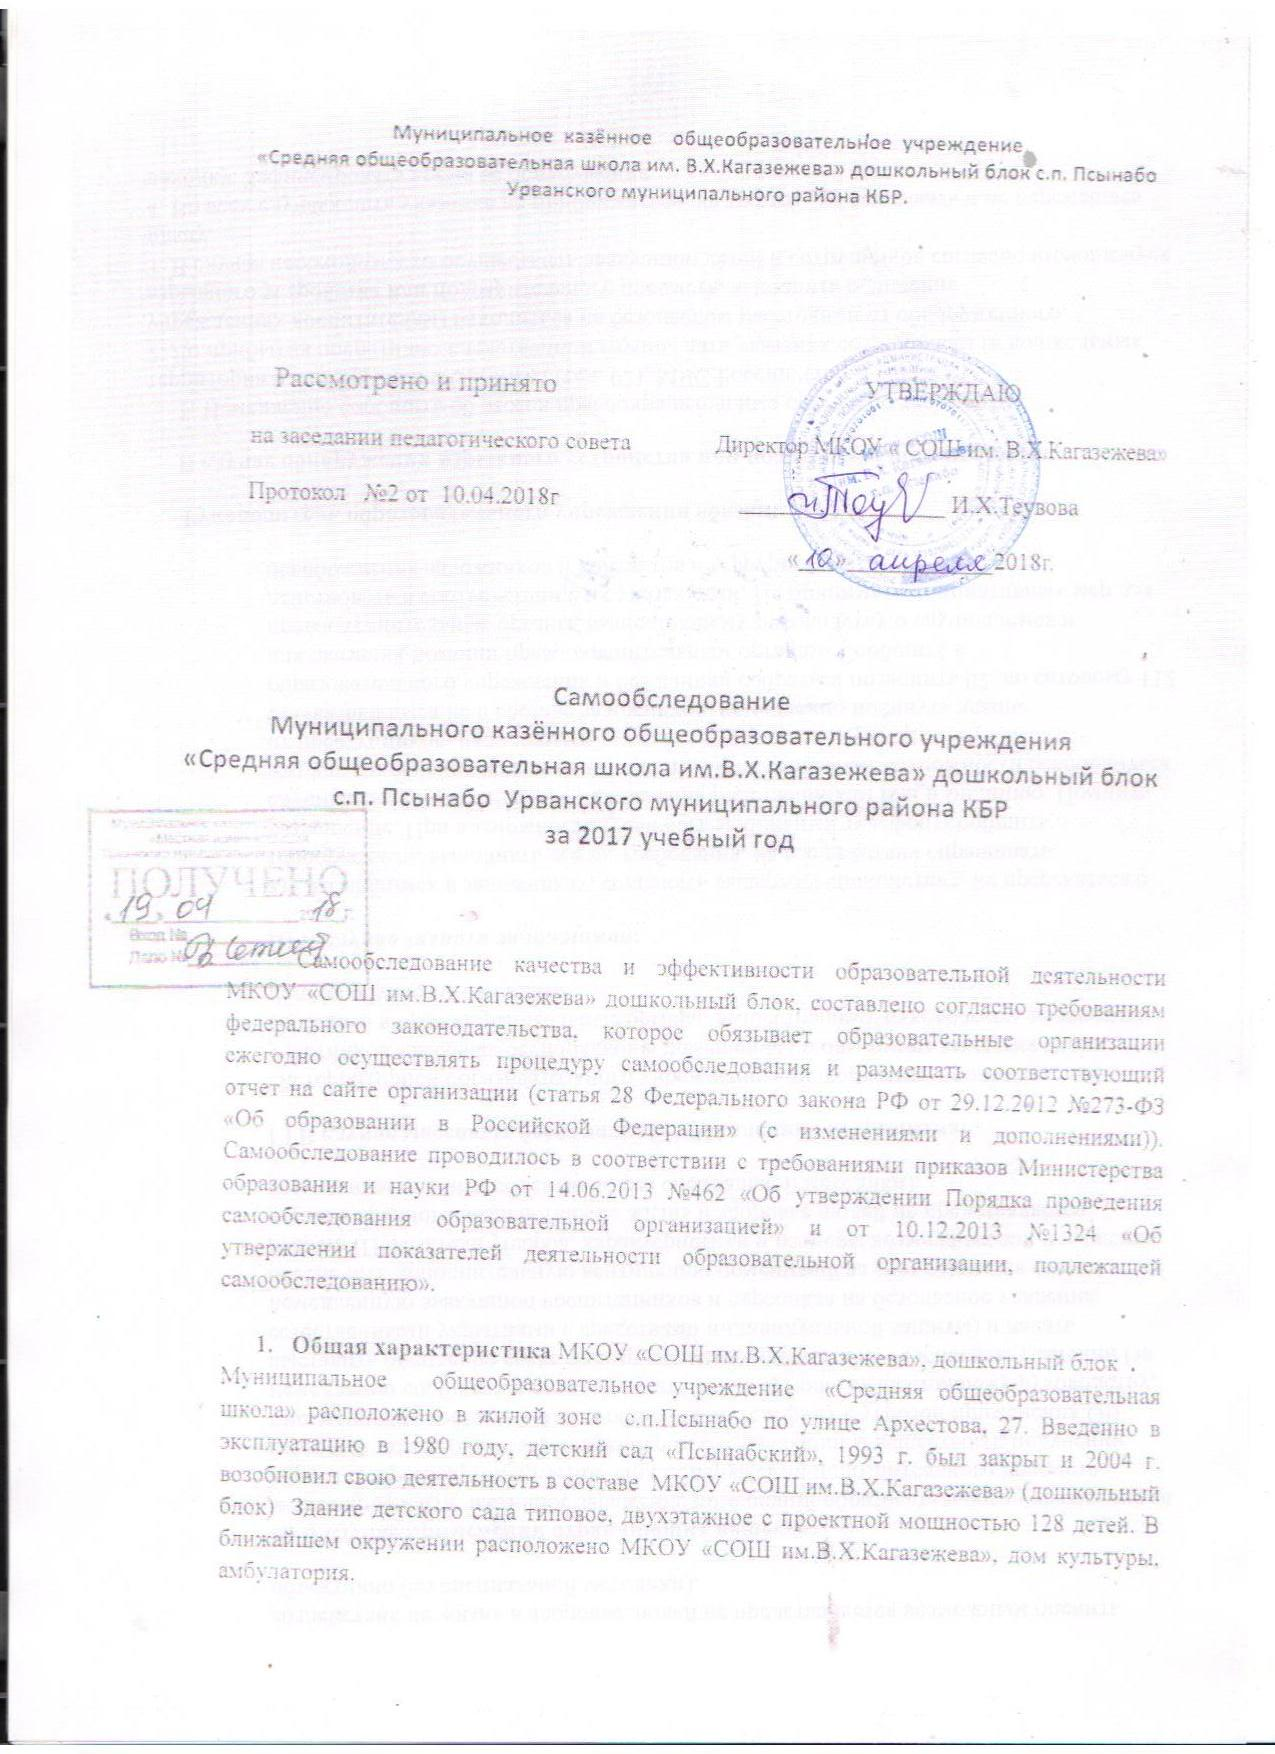 Муниципальное казённое общеобразовательное учреждение
«Средняя общеобразовательная школа им. В.Х.Кагазежева» дошкольный блок с.п. Псынабо
Урванского муниципального района КБР.
Рассмотрено и принято
УТВЕРЖДАЮ
на заседании педагогического совета
Директор МКОУ « СОШ им. В.Х.Кагазежева»
Протокол №2 от 10.04.2018г
И.Х.Теувова
«10» апреля 2018г.
Самообследование
Муниципального казённого общеобразовательного учреждения
«Средняя общеобразовательная школа им.В.Х.Кагазежева» дошкольный блок
с.п. Псынабо Урванского муниципального района КБР
за 2017 учебный год
ПОЛУЧЕНО
«19» 04 2018 г.
Вход №
Самообследование качества и эффективности образовательной деятельности
МКОУ «СОШ им.В.Х.Кагазежева» дошкольный блок, составлено согласно требованиям
федерального законодательства, которое обязывает образовательные организации
ежегодно осуществлять процедуру самообследования и размещать соответствующий
отчет на сайте организации (статья 28 Федерального закона РФ от 29.12.2012 №273-ФЗ
«Об образовании в Российской Федерации» (с изменениями и дополнениями)).
Самообследование проводилось в соответствии с требованиями приказов Министерства
образования и науки РФ от 14.06.2013 №462 «Об утверждении Порядка проведения
самообследования образовательной организацией» и от 10.12.2013 №1324 «Об
утверждении показателей деятельности образовательной организации, подлежащей
самообследованию».
1. Общая характеристика МКОУ «СОШ им.В.Х.Кагазежева», дошкольный блок .
Муниципальное общеобразовательное учреждение «Средняя общеобразовательная
школа» расположено в жилой зоне с.п.Псынабо по улице Архестова, 27. Введенно в
эксплуатацию в 1980 году, детский сад «Псынабский», 1993 г. был закрыт и 2004 г.
возобновил свою деятельность в составе МКОУ «СОШ им.В.Х.Кагазежева» (дошкольный
блок) Здание детского сада типовое, двухэтажное с проектной мощностью 128 детей. В
ближайшем окружении расположено МКОУ «СОШ им.В.Х.Кагазежева», дом культуры,
амбулатория.